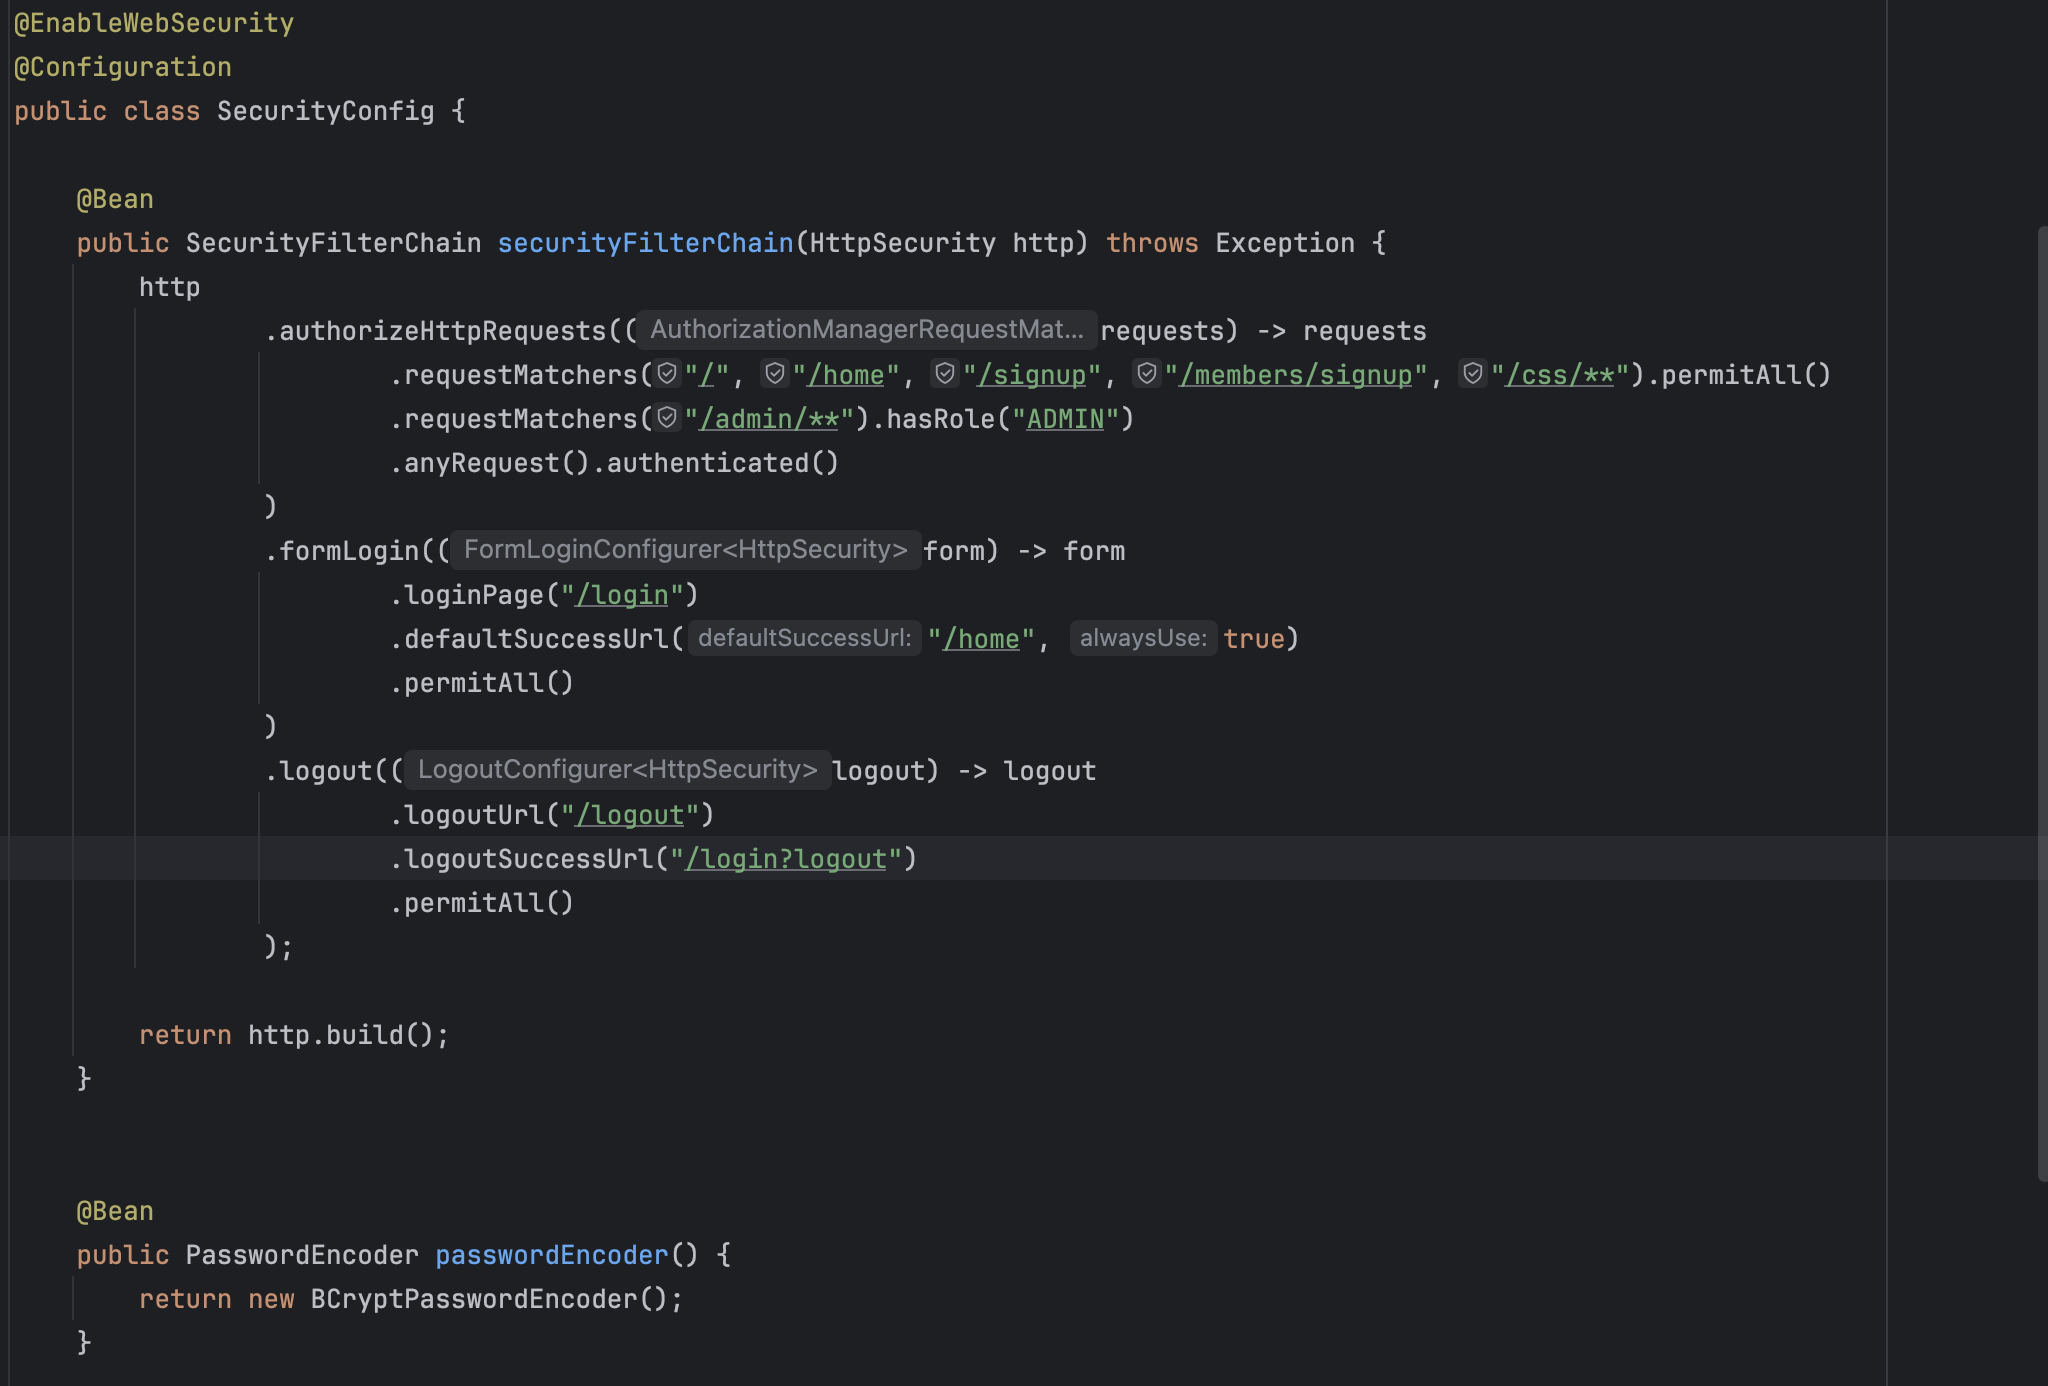 @EnableWebSecurity
@Configuration
public class SecurityConfig {
@Bean
public SecurityFilterChain securityFilterChain(HttpSecurity http) throws Exception {
http
.authorizeHttpRequests(( AuthorizationManagerRequestMat... requests) -> requests
.requestMatchers("/", "/home", "/signup", "/members/signup", "/css/**").permitAll()
.requestMatchers("/admin/**").hasRole("ADMIN")
.anyRequest().authenticated()
)
.formLogin(( FormLoginConfigurer<HttpSecurity> form) -> form
.loginPage("/login")
.defaultSuccessUrl( defaultSuccessUrl: "/home", alwaysUse: true)
.permitAll()
)
.logout(( LogoutConfigurer<HttpSecurity> logout) -> logout
.logoutUrl("/logout")
.logoutSuccessUrl("/login?logout")
.permitAll()
);
return http.build();
}
@Bean
public PasswordEncoder passwordEncoder() {
return new BCryptPasswordEncoder();
}